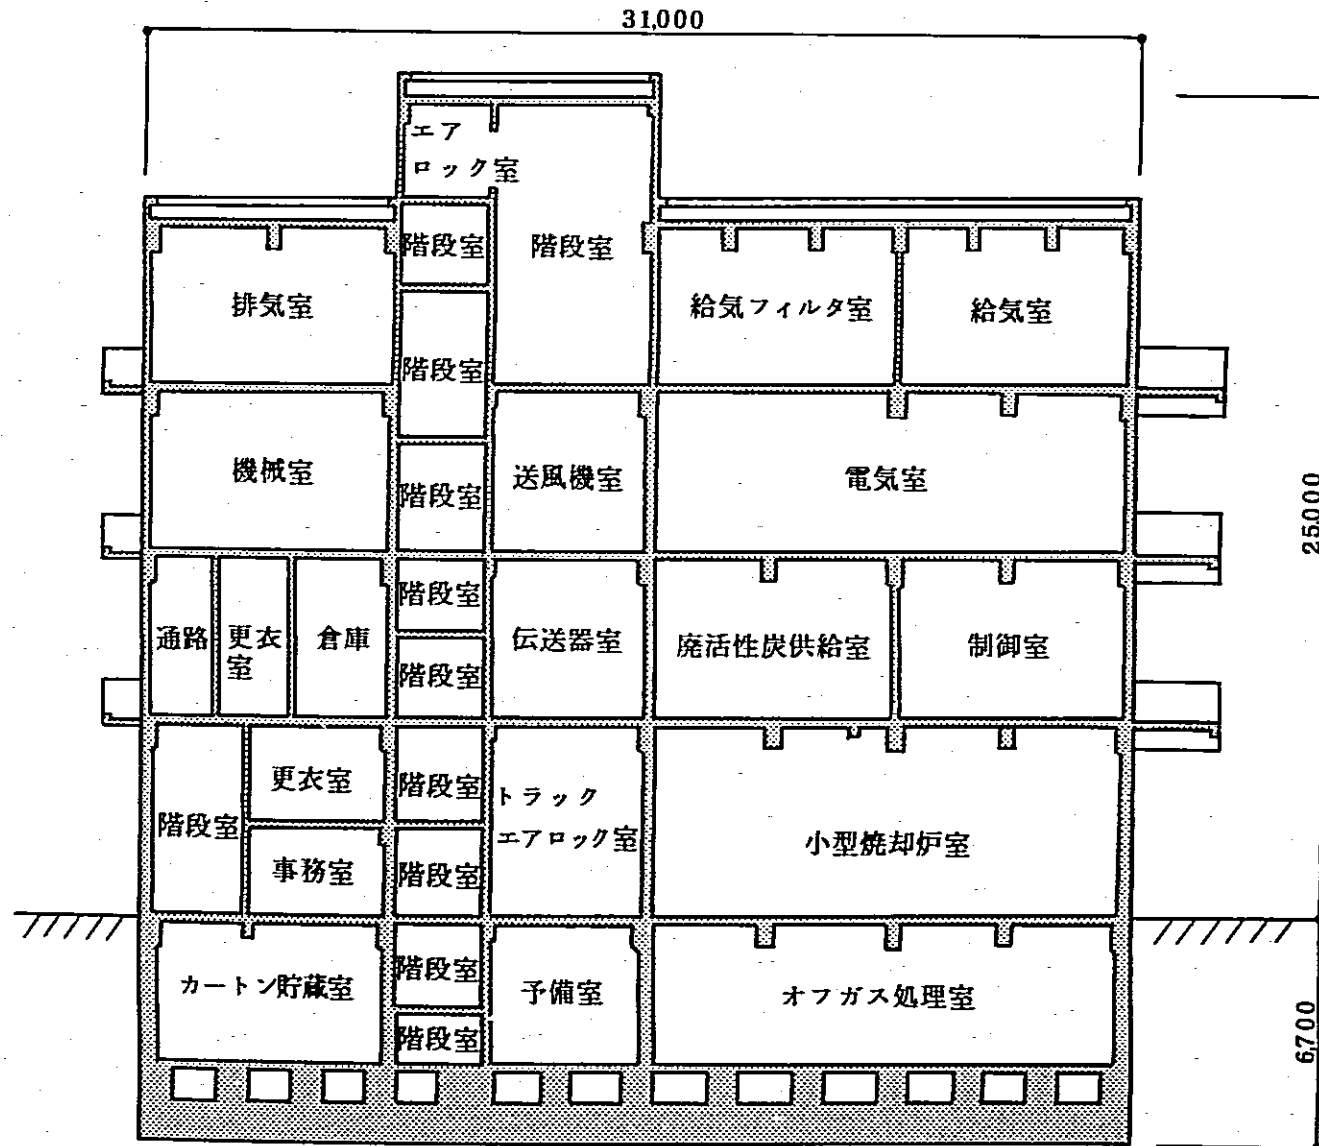 31,000
エア
ロック室
階段室
階段室
排気室
給気フィルタ室
給気室
階段室
機械室
階段室
送風機室
電気室
25,000
通路
更衣
室
倉庫
階段室
階段室
伝送器室
廃活性炭供給室
制御室
階段室
更衣室
事務室
階段室
階段室
トラック
エアロック室
小型焼却炉室
カートン貯蔵室
階段室
階段室
予備室
オフガス処理室
6,700